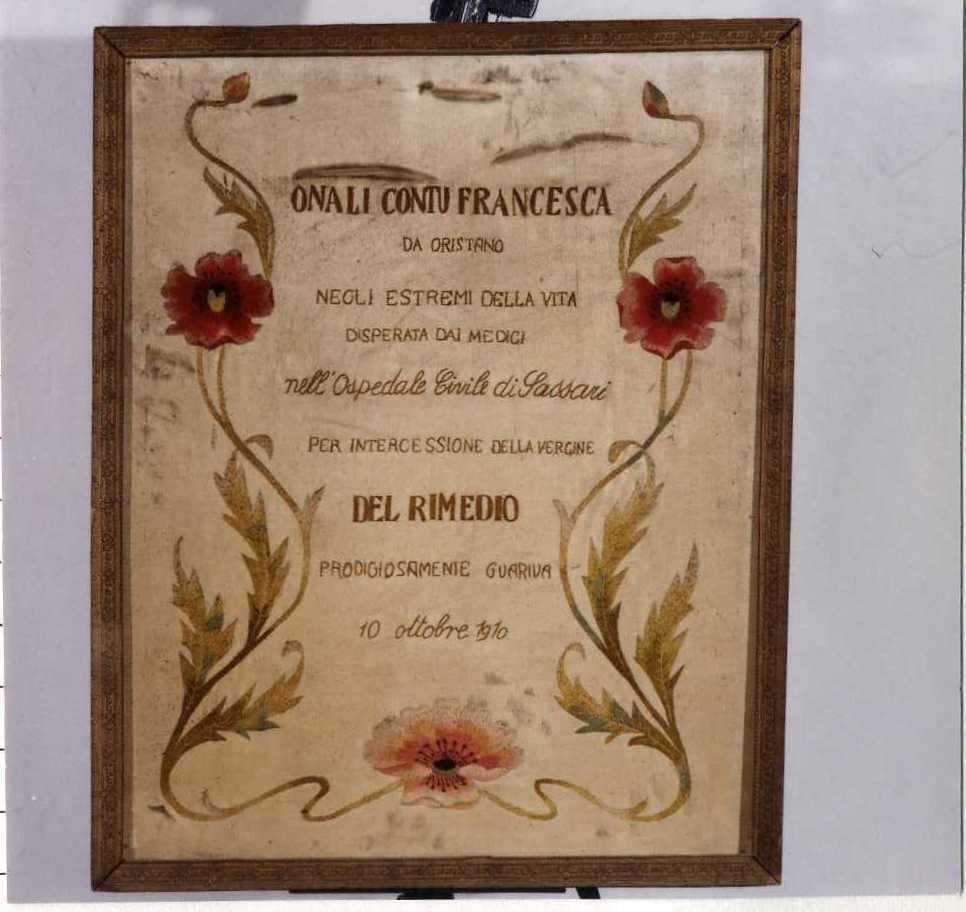 ONALI CONTU FRANCESCA
DA ORISTANO
NEGLI ESTREMI DELLA VITA
DISPERATA DAI MEDICI
nell'Ospedale Civile di Sassari
PER INTERCESSIONE DELLA VERGINE
DEL RIMEDIO
PRODIGIOSAMENTE GUARIVA
10 ottobre 1910